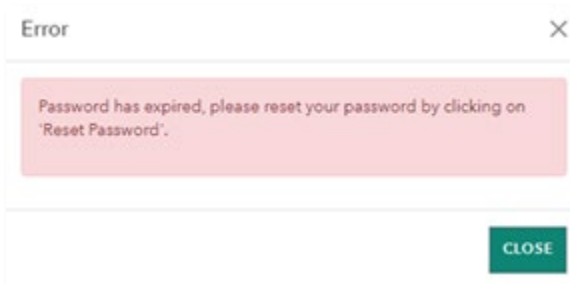 Error
Password has expired, please reset your password by clicking on
'Reset Password'.
CLOSE